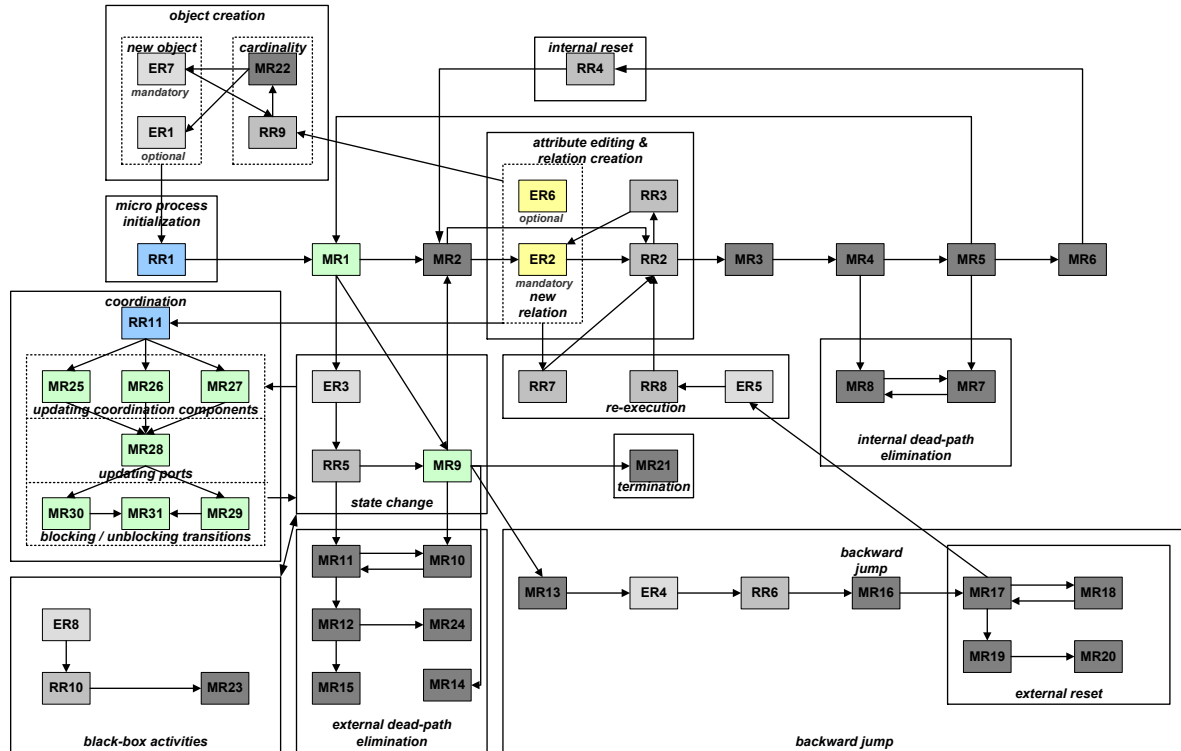 object creation
new object
cardinality
ER7
MR22
mandatory
ER1
RR9
optional
internal reset
RR4
attribute editing &
relation creation
ER6
RR3
optional
micro process
initialization
RR1
MR1
MR2
ER2
RR2
MR3
MR4
MR5
MR6
mandatory
new
relation
coordination
RR11
MR25
MR26
MR27
updating coordination components
MR28
updating ports
MR30
MR31
MR29
blocking / unblocking transitions
ER3
RR5
MR9
state change
RR7
RR8
ER5
re-execution
MR8
MR7
internal dead-path
elimination
MR21
termination
MR11
MR10
MR12
MR24
MR15
MR14
external dead-path
elimination
backward
jump
MR13
ER4
RR6
MR16
MR17
MR18
MR19
MR20
external reset
backward jump
ER8
RR10
MR23
black-box activities